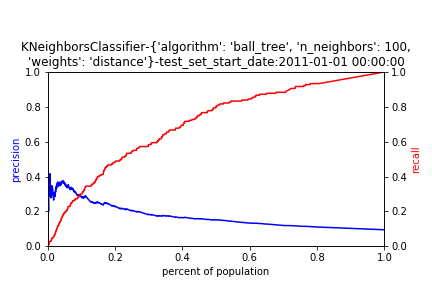 KNeighborsClassifier-{'algorithm': 'ball_tree', 'n_neighbors': 100,
'weights': 'distance'}-test_set_start_date:2011-01-01 00:00:00
1.0
1.0
0.8
0.8
0.6
0.6
precision
recall
0.4
0.4
0.2
0.2
0.0
0.0
0.0 0.2 0.4 0.6 0.8 1.0
percent of population